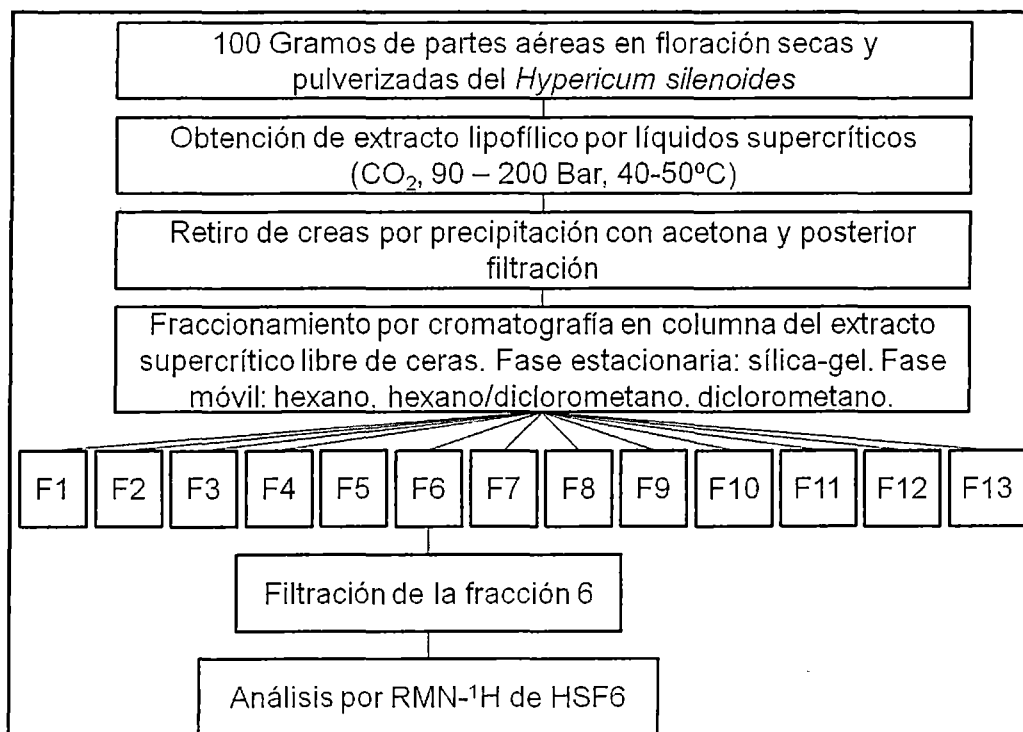 100 Gramos de partes aéreas en floración secas y
pulverizadas del Hypericum silenoides
Obtención de extracto lipofílico por líquidos supercríticos
(CO₂, 90 – 200 Bar, 40-50ºC)
Retiro de creas por precipitación con acetona y posterior
filtración
Fraccionamiento por cromatografía en columna del extracto
supercrítico libre de ceras. Fase estacionaria: sílica-gel. Fase
móvil: hexano, hexano/diclorometano. diclorometano.
F1 F2 F3 F4 F5 F6 F7 F8 F9 F10 F11 F12 F13
Filtración de la fracción 6
Análisis por RMN-¹H de HSF6